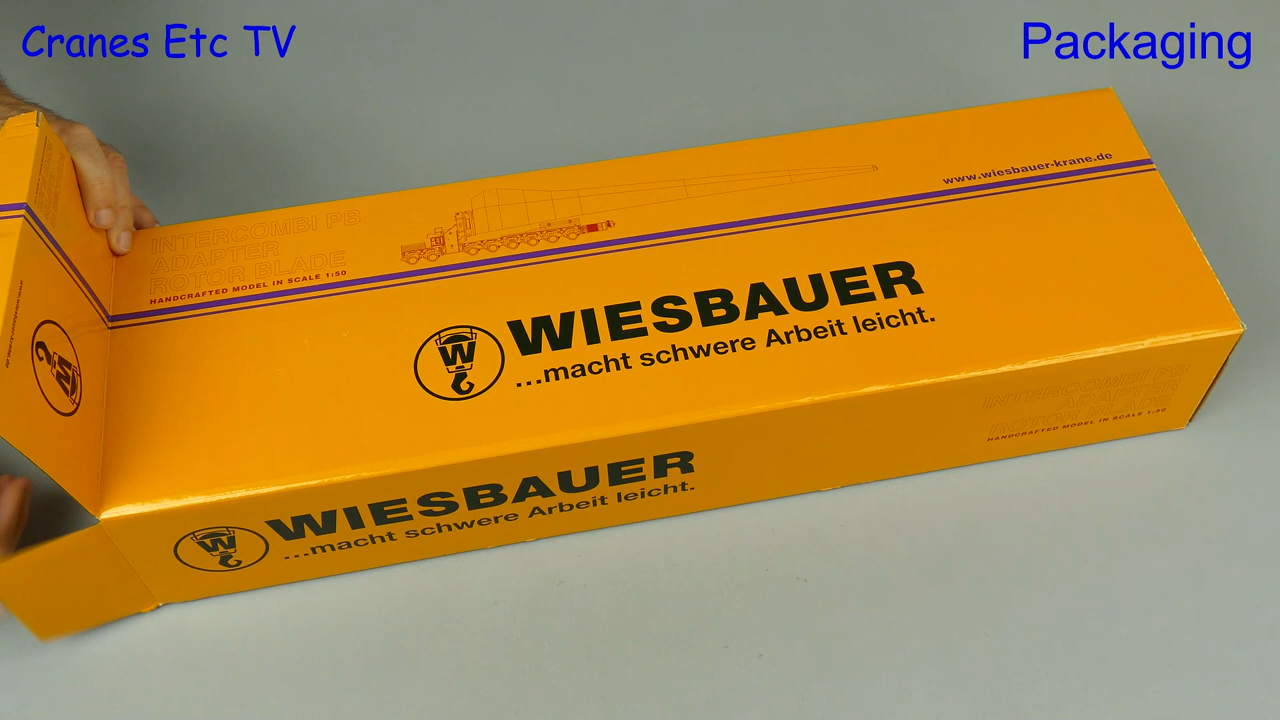 Cranes Etc TV
Packaging
www.wiesbauer-krane.de
INTERCOMBI PB
ADAPTER
ROTOR BLADE
HANDCRAFTED MODEL IN SCALE 1:50
W
WIESBAUER
...macht schwere Arbeit leicht.
W
INTERCOMBI PB
ADAPTER
ROTOR BLADE
HANDCRAFTED MODEL IN SCALE 1:50
W
WIESBAUER
...macht schwere Arbeit leicht.